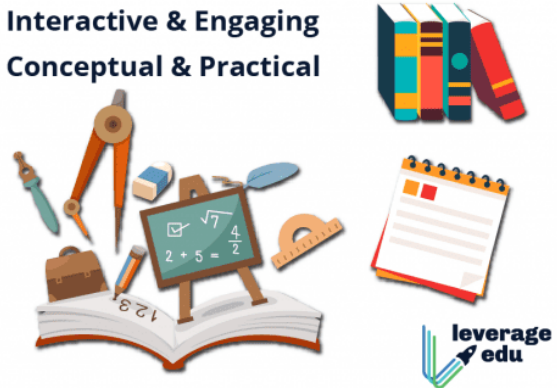 Interactive & Engaging
Conceptual & Practical
√7
4
2 + 5 = 2
1 2 3
leverage
edu